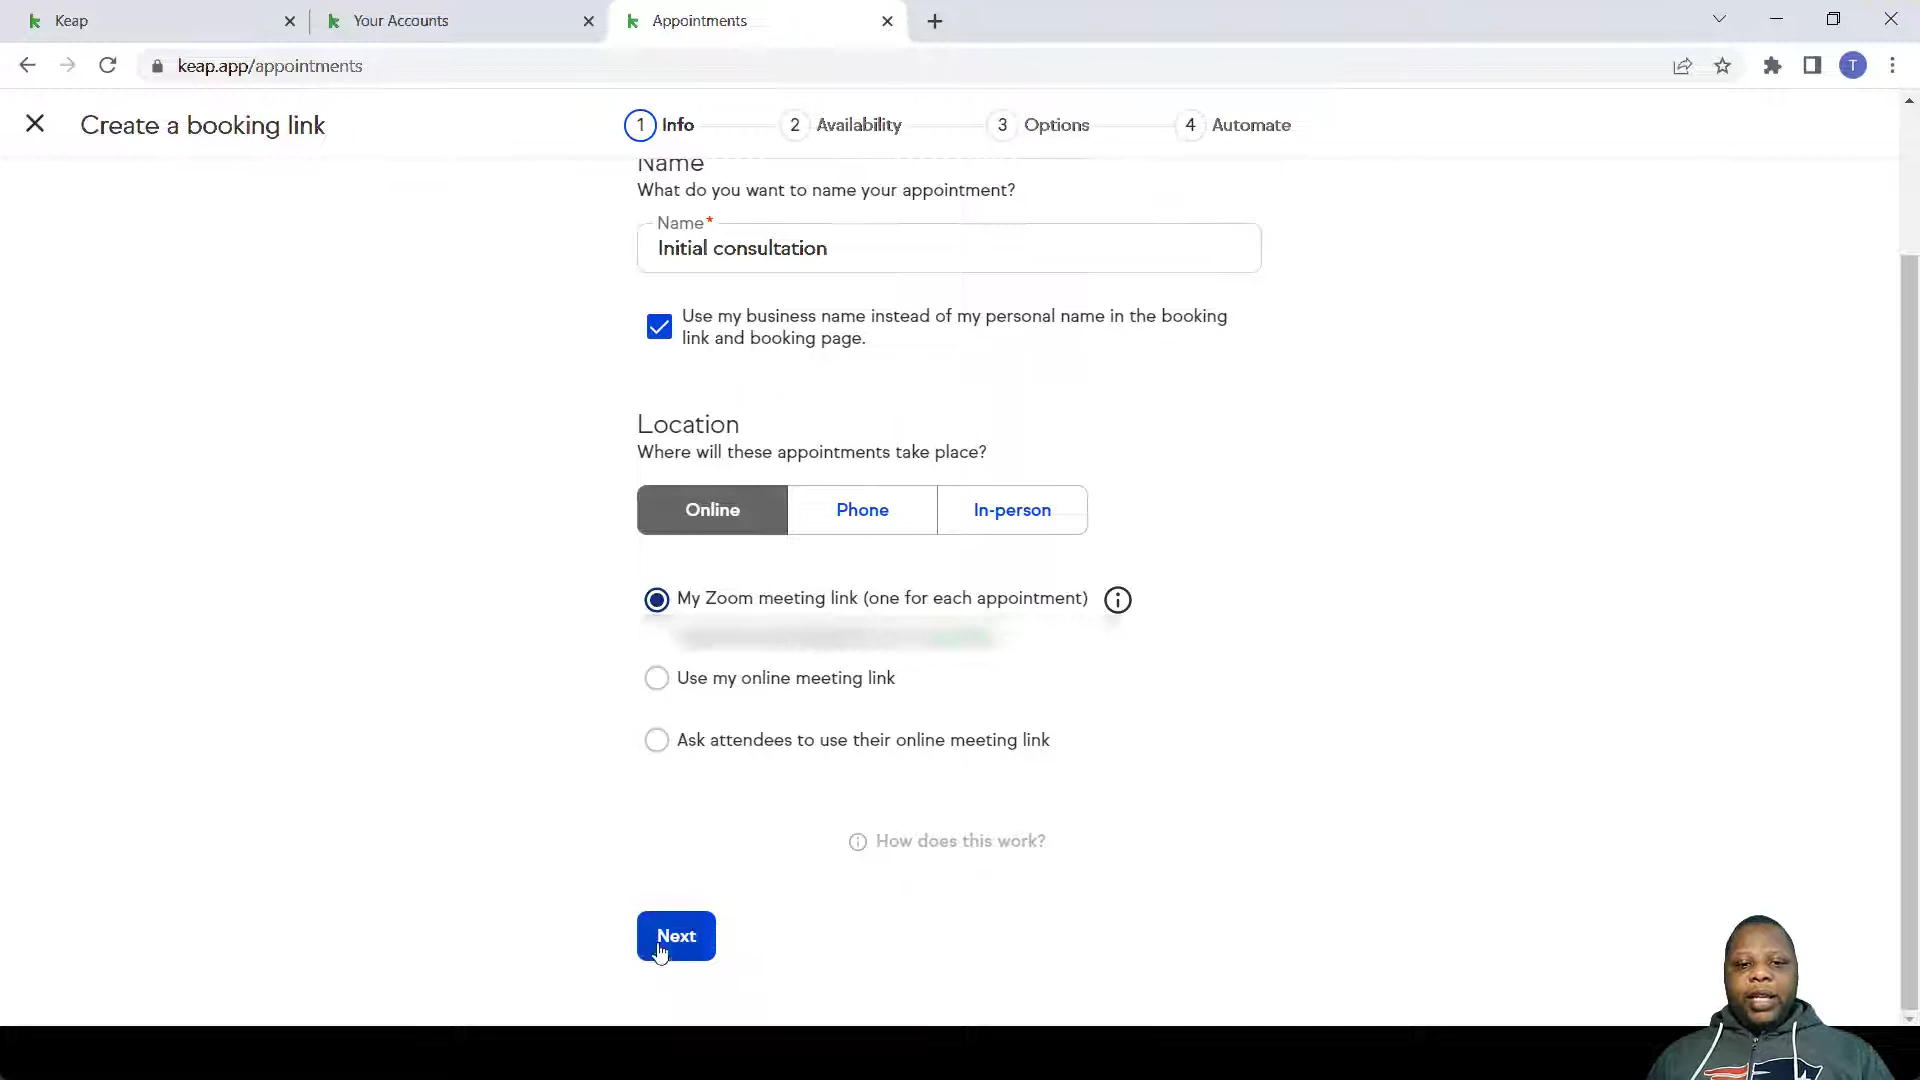 Keap
Your Accounts
Appointments
keap.app/appointments
T
Create a booking link
1 Info
2 Availability
3 Options
4 Automate
Name
What do you want to name your appointment?
Name*
Initial consultation
Use my business name instead of my personal name in the booking
link and booking page.
Location
Where will these appointments take place?
Online
Phone
In-person
My Zoom meeting link (one for each appointment)
Use my online meeting link
Ask attendees to use their online meeting link
How does this work?
Next